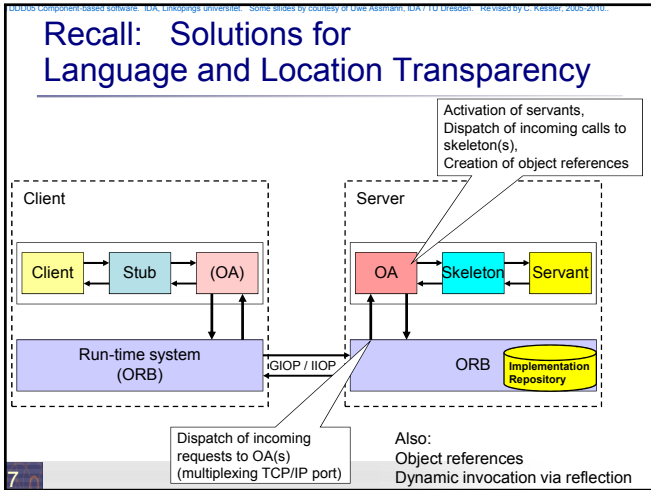 DDD05 Component-based software. IDA, Linköpings universitet. Some slides by courtesy of Uwe Assmann, IDA / TU Dresden. Revised by C. Kessler, 2005-2010..
Recall: Solutions for
Language and Location Transparency
Activation of servants,
Dispatch of incoming calls to
skeleton(s),
Creation of object references
Client
Server
Client
Stub
(OA)
OA
Skeleton
Servant
Run-time system
(ORB)
GIOP / IIOP
ORB
Implementation
Repository
Dispatch of incoming
requests to OA(s)
(multiplexing TCP/IP port)
Also:
Object references
Dynamic invocation via reflection
7